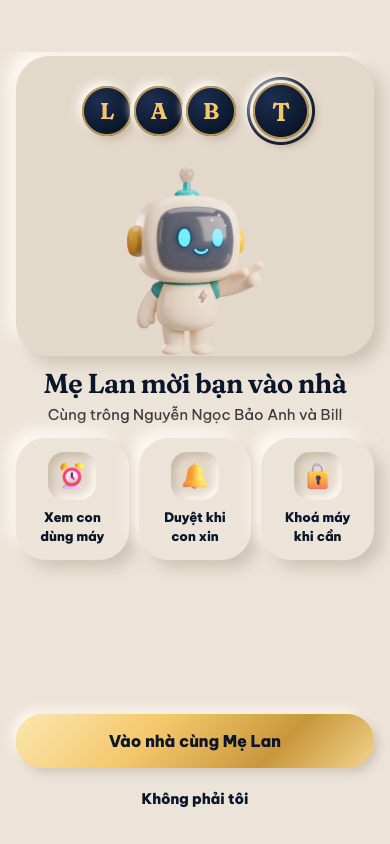 L A B T
Mẹ Lan mời bạn vào nhà
Cùng trông Nguyễn Ngọc Bảo Anh và Bill
Xem con
dùng máy
Duyệt khi
con xin
Khoá máy
khi cần
Vào nhà cùng Mẹ Lan
Không phải tôi